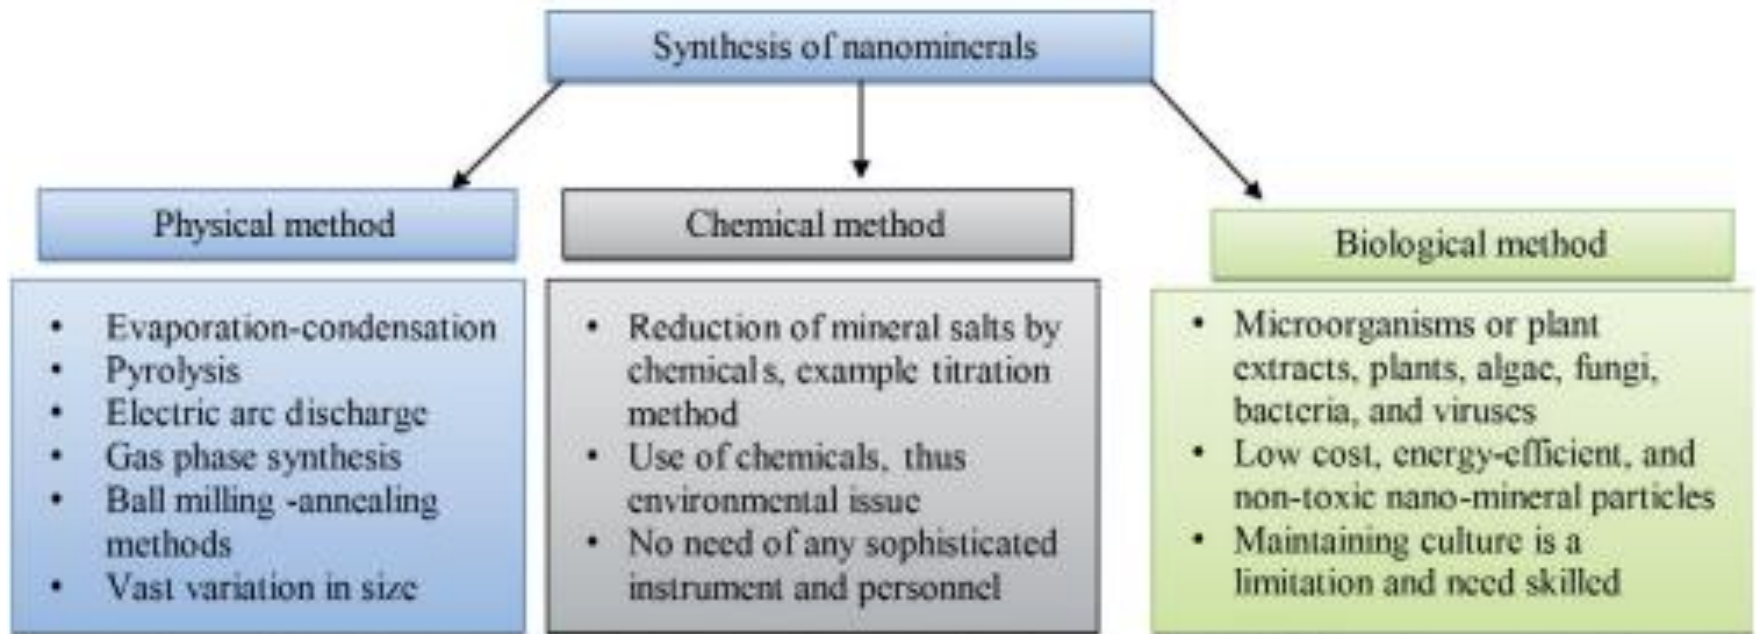 Synthesis of nanominerals
Physical method
• Evaporation-condensation
• Pyrolysis
• Electric arc discharge
• Gas phase synthesis
• Ball milling -annealing
methods
• Vast variation in size
Chemical method
• Reduction of mineral salts by
chemicals, example titration
method
• Use of chemicals, thus
environmental issue
• No need of any sophisticated
instrument and personnel
Biological method
• Microorganisms or plant
extracts, plants, algae, fungi,
bacteria, and viruses
• Low cost, energy-efficient, and
non-toxic nano-mineral particles
• Maintaining culture is a
limitation and need skilled